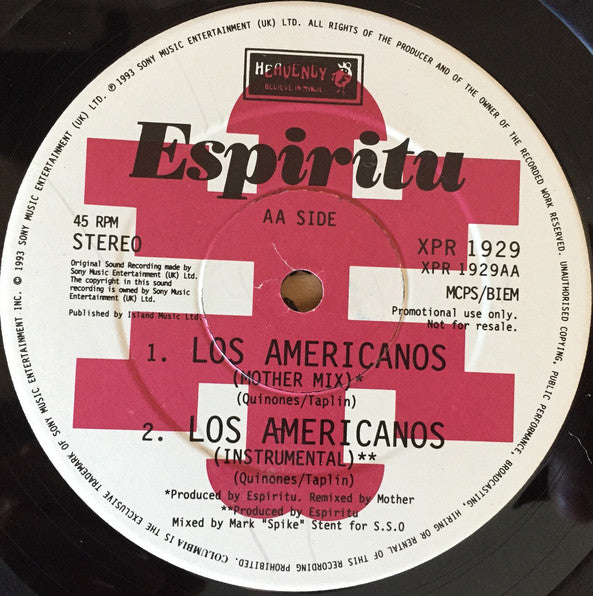 HEAVENLY
BELIEVE IN MAGIC
Espiritu
AA SIDE
45 RPM
STEREO
XPR 1929
XPR 1929AA
MCPS/BIEM
Original Sound Recording made by
Sony Music Entertainment (UK) Ltd.
The copyright in this sound
recording is owned by Sony Music
Entertainment (UK) Ltd.
Published by Island Music Ltd.
Promotional use only.
Not for resale.
1. LOS AMERICANOS
(MOTHER MIX)*
(Quinones/Taplin)
2. LOS AMERICANOS
(INSTRUMENTAL)**
(Quinones/Taplin)
*Produced by Espiritu. Remixed by Mother
**Produced by Espiritu
Mixed by Mark "Spike" Stent for S.S.O
℗ 1993 SONY MUSIC ENTERTAINMENT (UK) LTD. © 1993 SONY MUSIC ENTERTAINMENT (UK) LTD. ALL RIGHTS OF THE PRODUCER AND OF THE OWNER OF THE RECORDED WORK RESERVED. UNAUTHORISED COPYING, PUBLIC PERFORMANCE, BROADCASTING, HIRING OR RENTAL OF THIS RECORDING PROHIBITED. COLUMBIA IS THE EXCLUSIVE TRADEMARK OF SONY MUSIC ENTERTAINMENT INC.